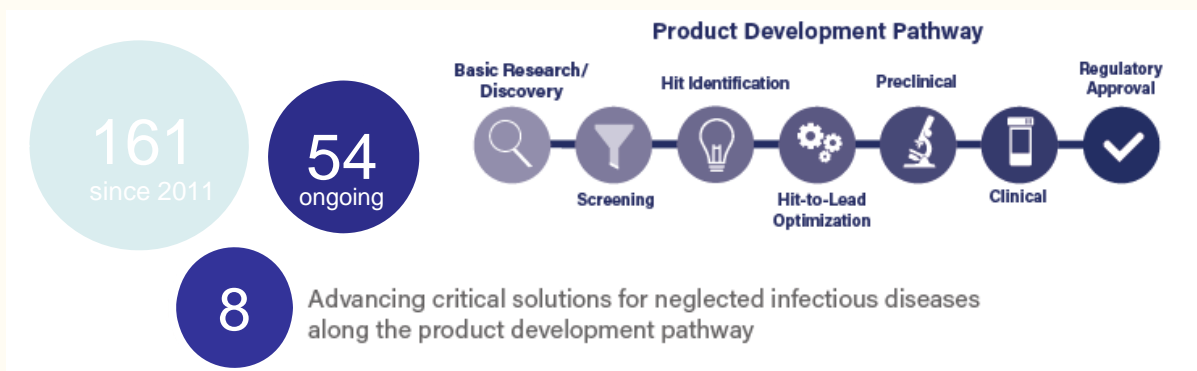 161
since 2011
54
ongoing
8
Product Development Pathway
Basic Research/
Discovery
Screening
Hit Identification
Hit-to-Lead
Optimization
Preclinical
Clinical
Regulatory
Approval
Advancing critical solutions for neglected infectious diseases
along the product development pathway